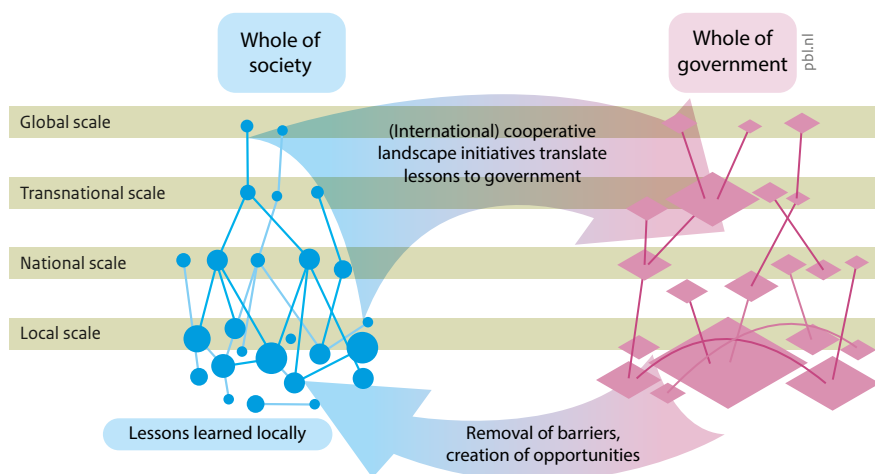 Whole of
society
Whole of
government
pbl.nl
Global scale
(International) cooperative
landscape initiatives translate
lessons to government
Transnational scale
National scale
Local scale
Lessons learned locally
Removal of barriers,
creation of opportunities